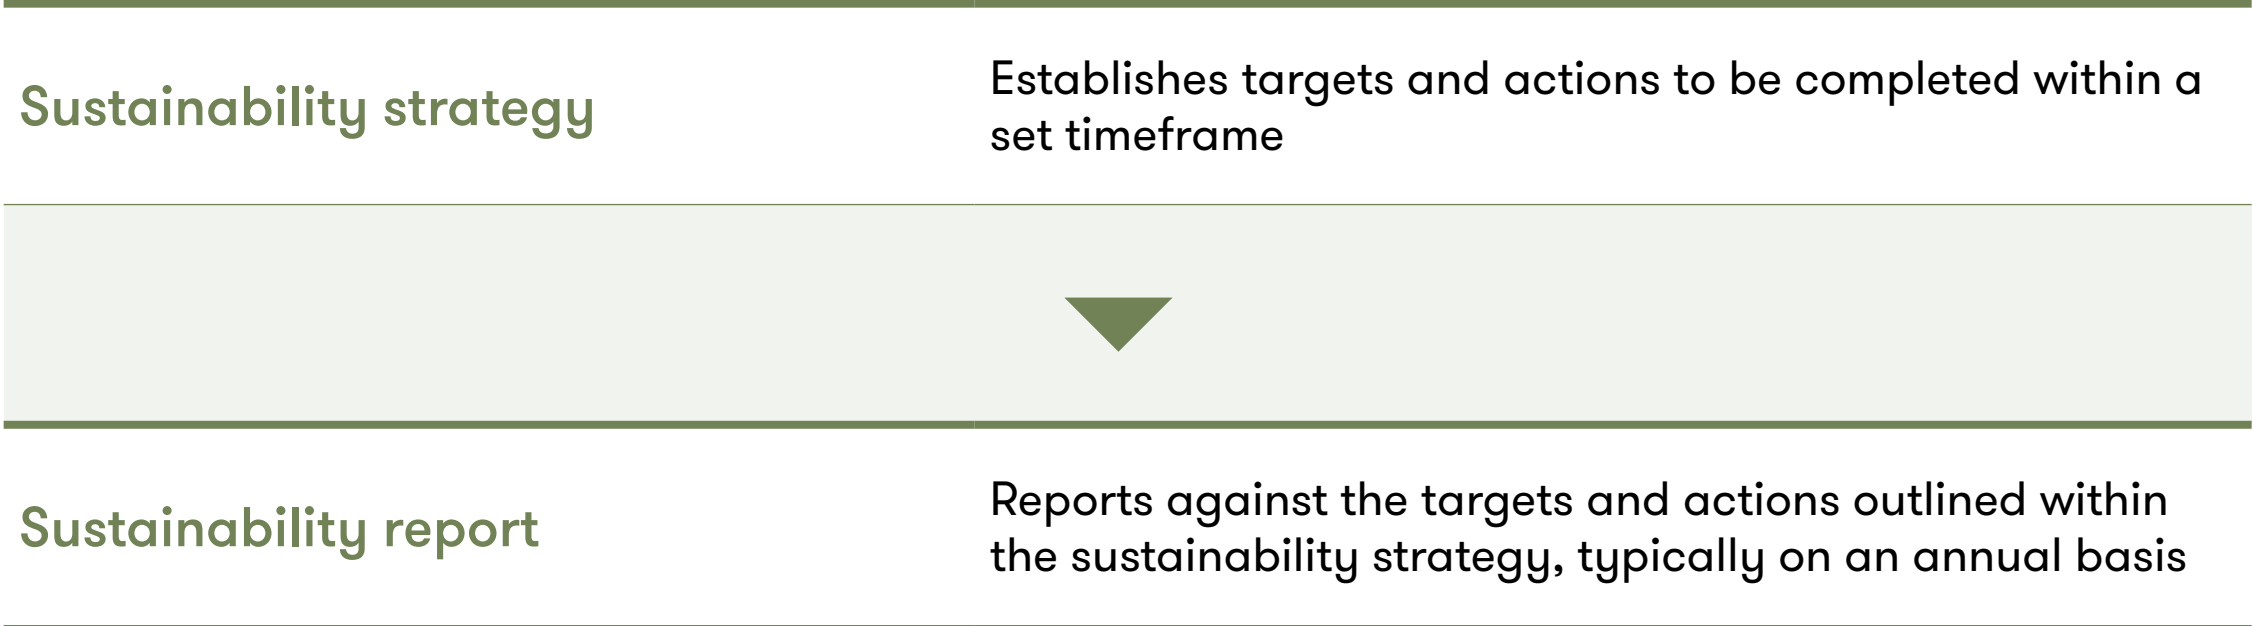 Sustainability strategy
Establishes targets and actions to be completed within a
set timeframe
Sustainability report
Reports against the targets and actions outlined within
the sustainability strategy, typically on an annual basis